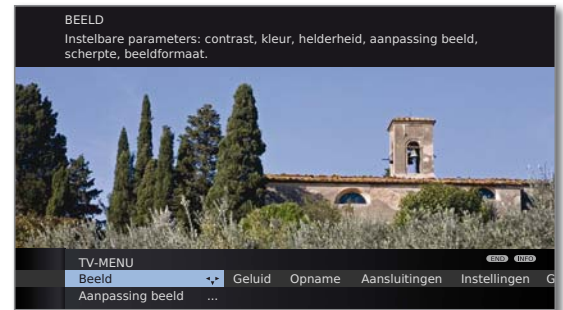 BEELD
Instelbare parameters: contrast, kleur, helderheid, aanpassing beeld,
scherpte, beeldformaat.
TV-MENU END INFO
Beeld Geluid Opname Aansluitingen Instellingen G
Aanpassing beeld ...